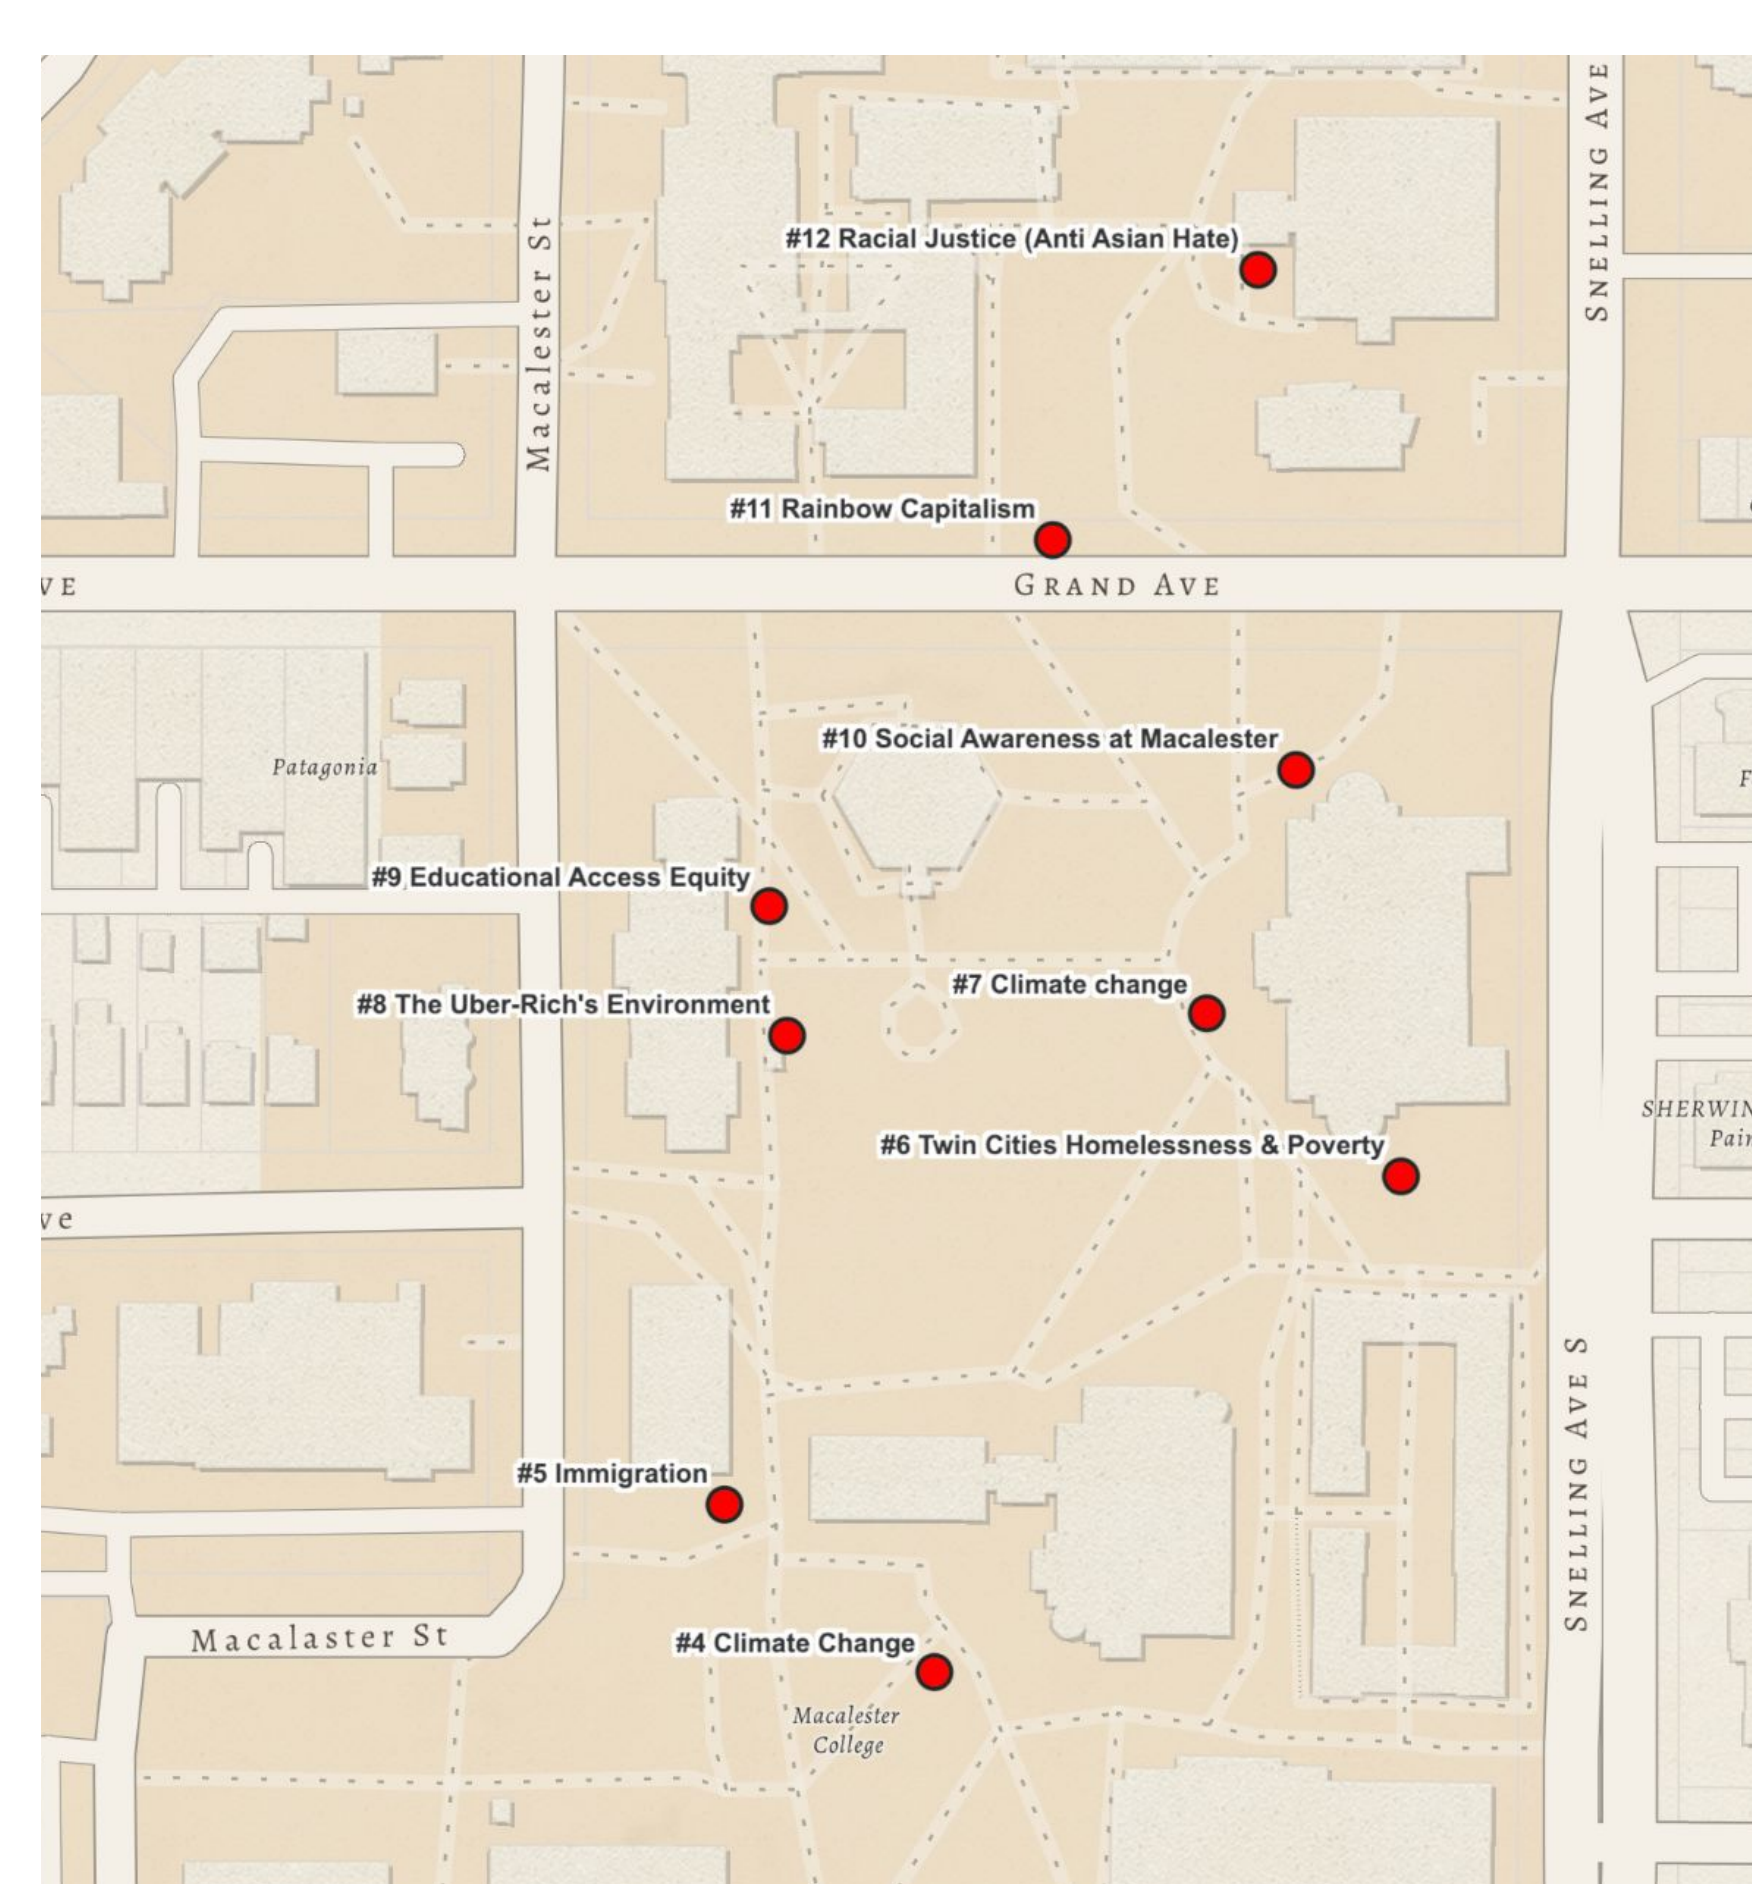 SNELLING AVE
Macalester St
#12 Racial Justice (Anti Asian Hate)
#11 Rainbow Capitalism
VE
GRAND AVE
#10 Social Awareness at Macalester
Patagonia
F
#9 Educational Access Equity
#7 Climate change
#8 The Uber-Rich's Environment
SHERWIN
Pain
#6 Twin Cities Homelessness & Poverty
ve
SNELLING AVE S
#5 Immigration
Macalaster St
#4 Climate Change
Macalester
College